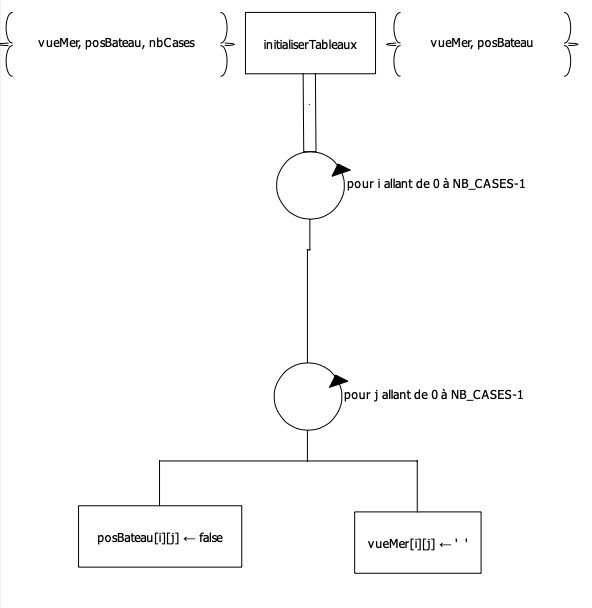 vueMer, posBateau, nbCases
initialiserTableaux
vueMer, posBateau
pour i allant de 0 à NB_CASES-1
pour j allant de 0 à NB_CASES-1
posBateau[i][j] ← false
vueMer[i][j] ← ' '